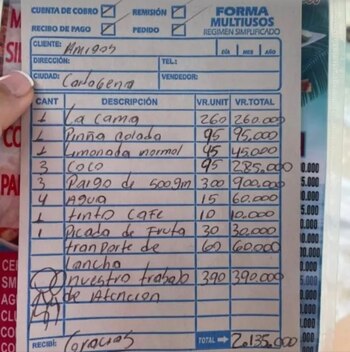 CUENTA DE COBRO REMISIÓN
RECIBO DE PAGO PEDIDO
FORMA
MULTIUSOS
RÉGIMEN SIMPLIFICADO
CLIENTE: Amigos
DÍA MES AÑO
DIRECCIÓN: TEL.:
CIUDAD: Cartagena VENDEDOR:
CANT DESCRIPCIÓN VR.UNIT VR.TOTAL
1 La cama 260 260.000
1 Piñna colada 95 95.000
1 Limonada normal 45 45.000
3 COCO 95 285.000
3 Pargo de 500gm 300 900.000
4 Agua 15 60.000
1 tinto cafe 10 10.000
1 Picada de Fruta 30 30.000
tranporte de 60 60.000
Lancha
nuestro trabajo 390 390.000
de Atencion
RECIBÍ: Gracias TOTAL 2.135.000